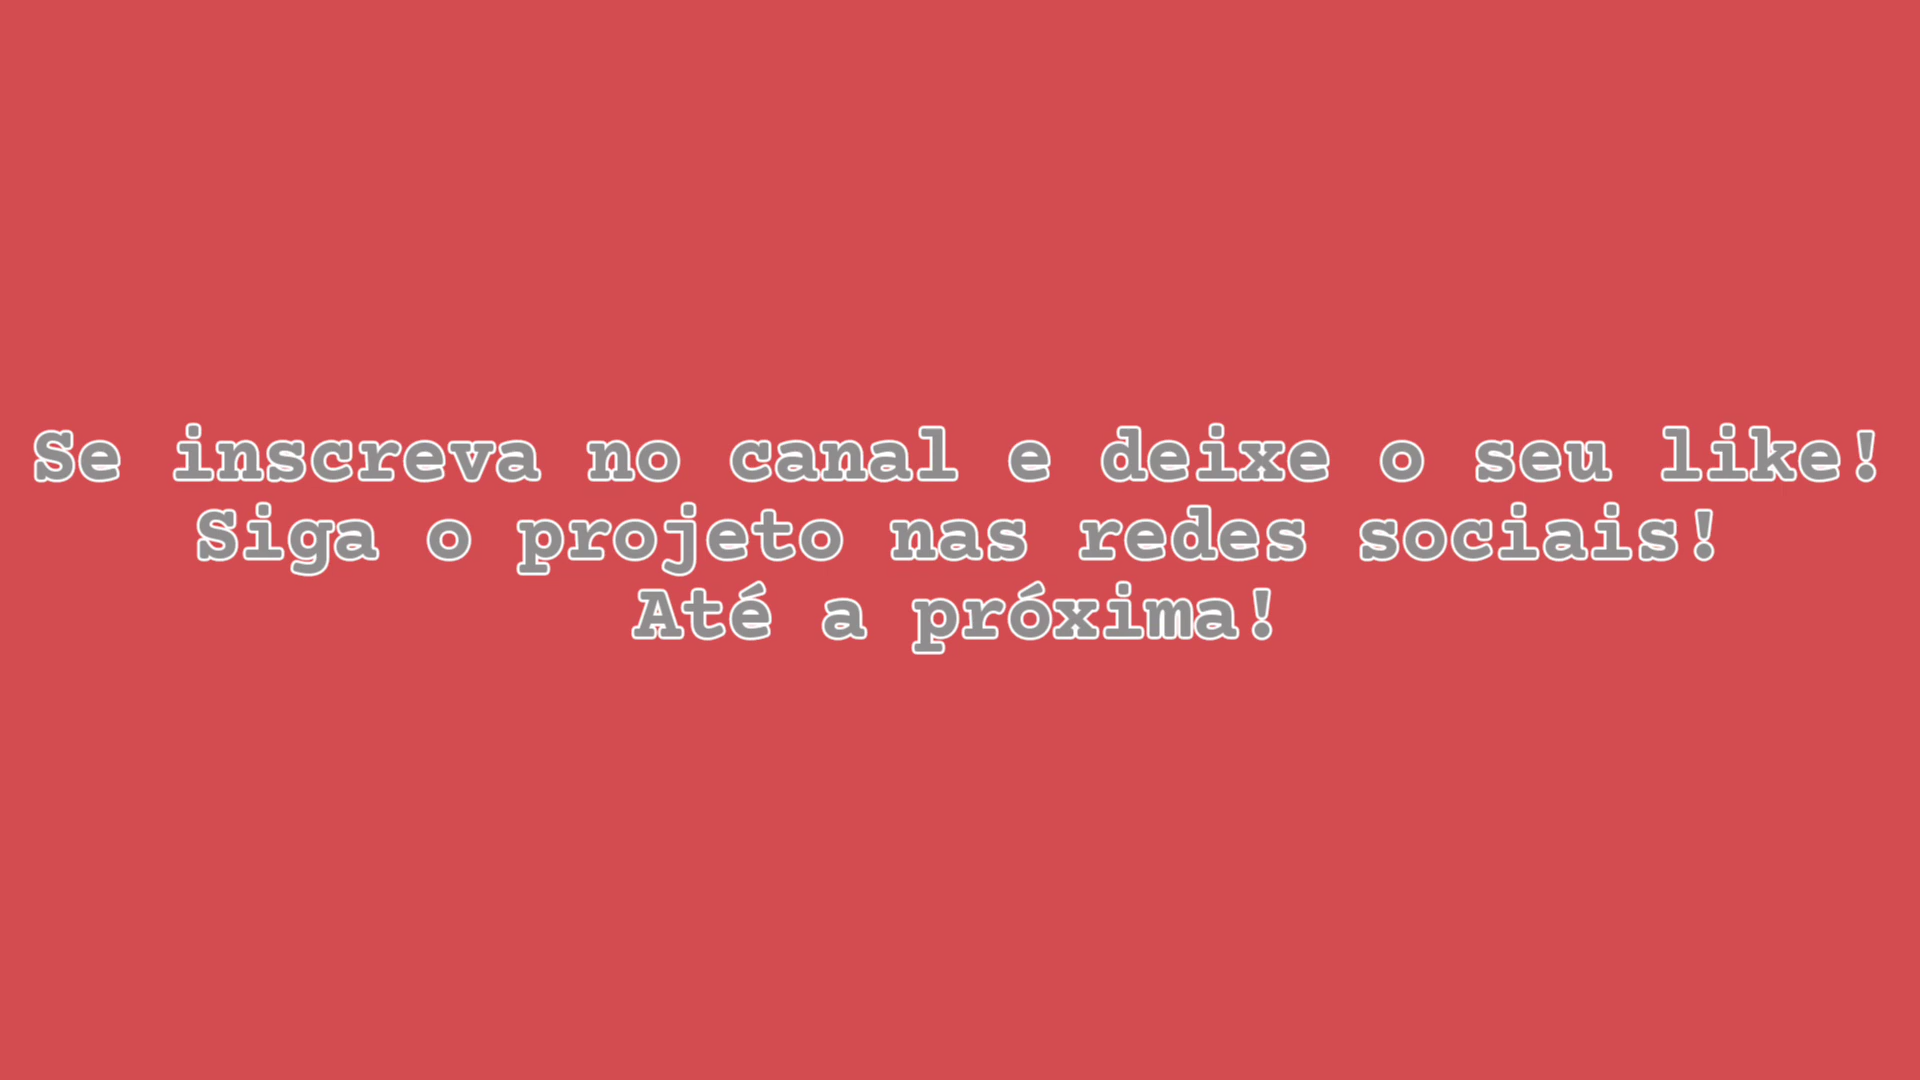 Se inscreva no canal e deixe o seu like!
Siga o projeto nas redes sociais!
Até a próxima!